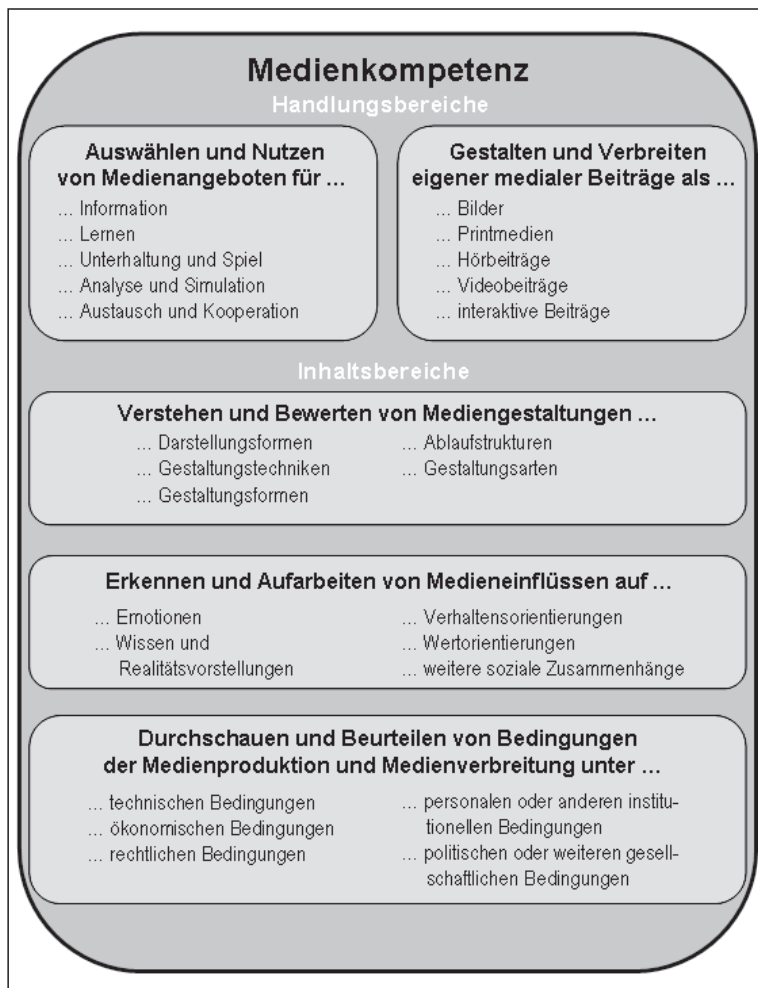 Medienkompetenz
Handlungsbereiche
Auswählen und Nutzen
von Medienangeboten für ...
... Information
... Lernen
... Unterhaltung und Spiel
... Analyse und Simulation
... Austausch und Kooperation
Gestalten und Verbreiten
eigener medialer Beiträge als ...
... Bilder
... Printmedien
... Hörbeiträge
... Videobeiträge
... interaktive Beiträge
Inhaltsbereiche
Verstehen und Bewerten von Mediengestaltungen ...
... Darstellungsformen
... Gestaltungstechniken
... Gestaltungsformen
... Ablaufstrukturen
... Gestaltungsarten
Erkennen und Aufarbeiten von Medieneinflüssen auf ...
... Emotionen
... Wissen und
Realitätsvorstellungen
... Verhaltensorientierungen
... Wertorientierungen
... weitere soziale Zusammenhänge
Durchschauen und Beurteilen von Bedingungen
der Medienproduktion und Medienverbreitung unter ...
... technischen Bedingungen
... ökonomischen Bedingungen
... rechtlichen Bedingungen
... personalen oder anderen institu-
tionellen Bedingungen
... politischen oder weiteren gesell-
schaftlichen Bedingungen